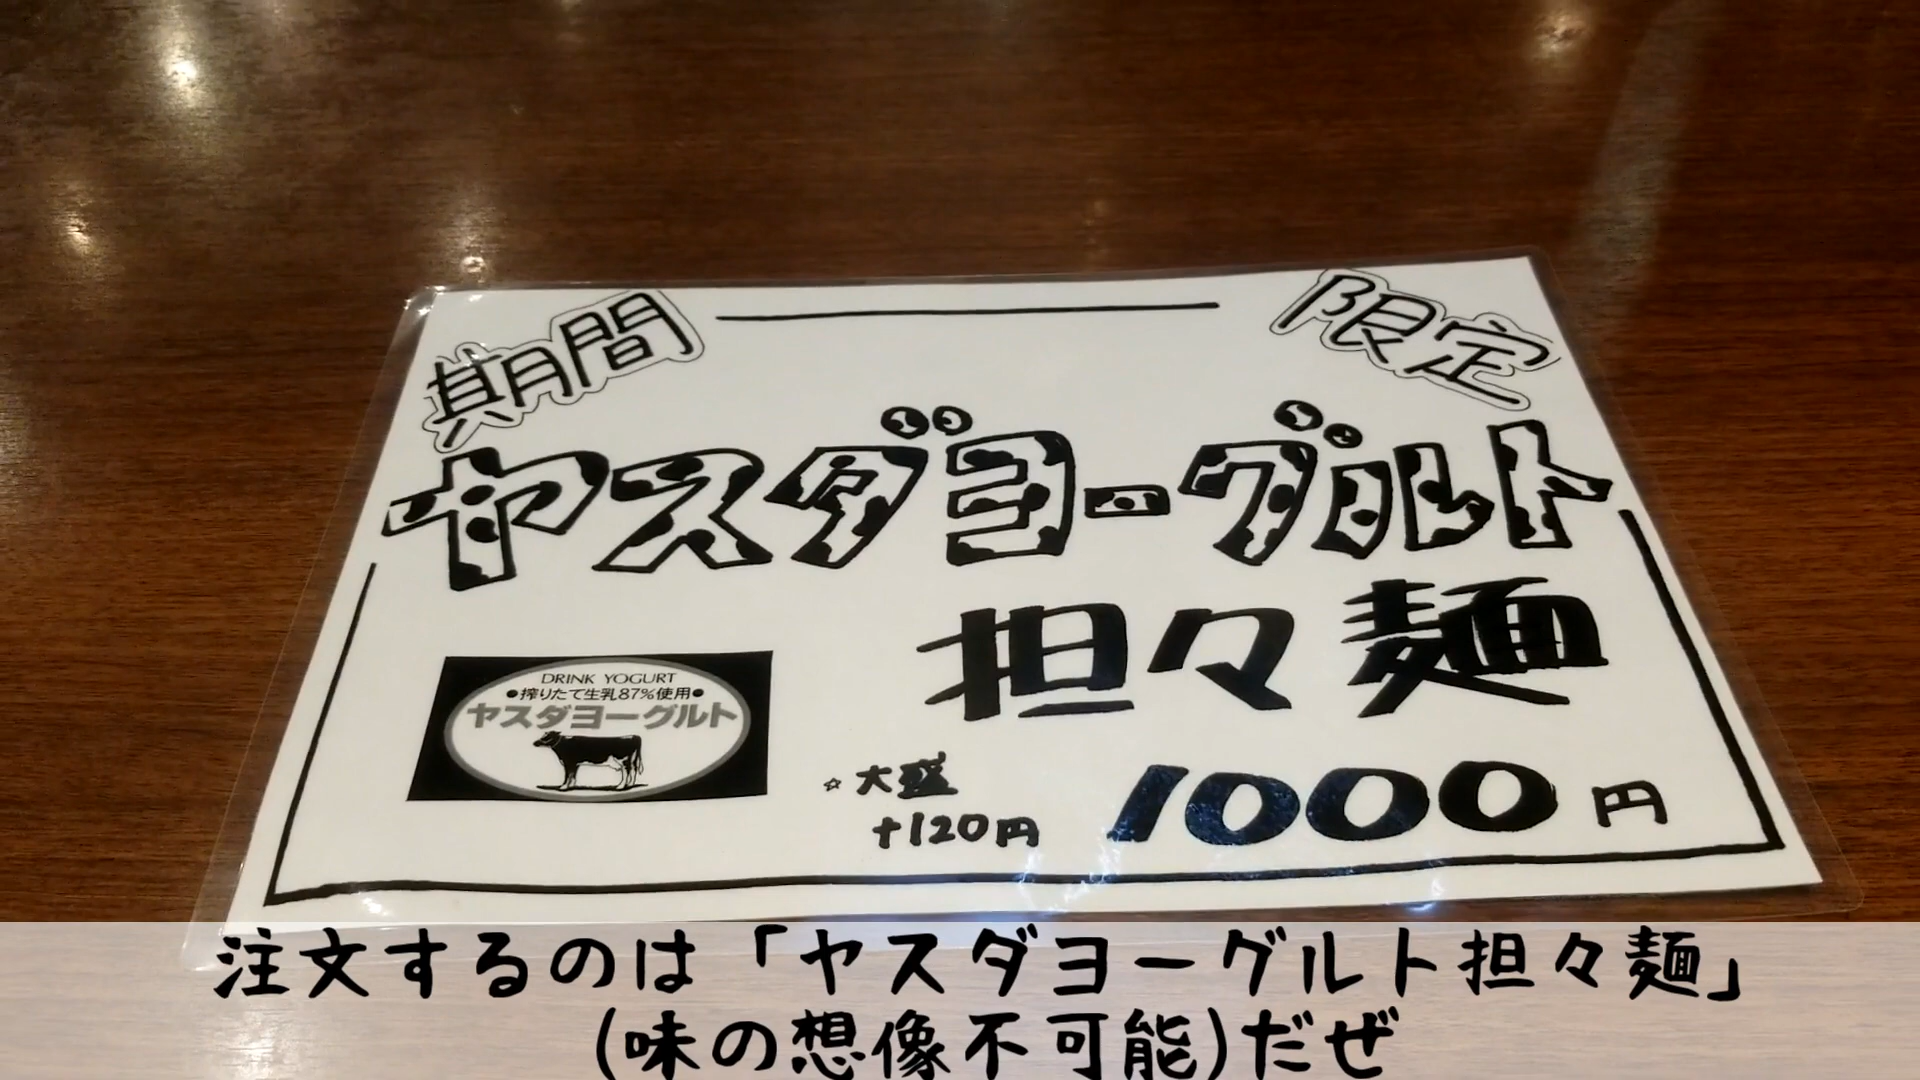 期間
限定
ヤスダヨーグルト
担々麺
DRINK YOGURT
●搾りたて生乳87%使用●
ヤスダヨーグルト
☆大盛
+120円
1000円
注文するのは「ヤスダヨーグルト担々麺」
(味の想像不可能)だぜ